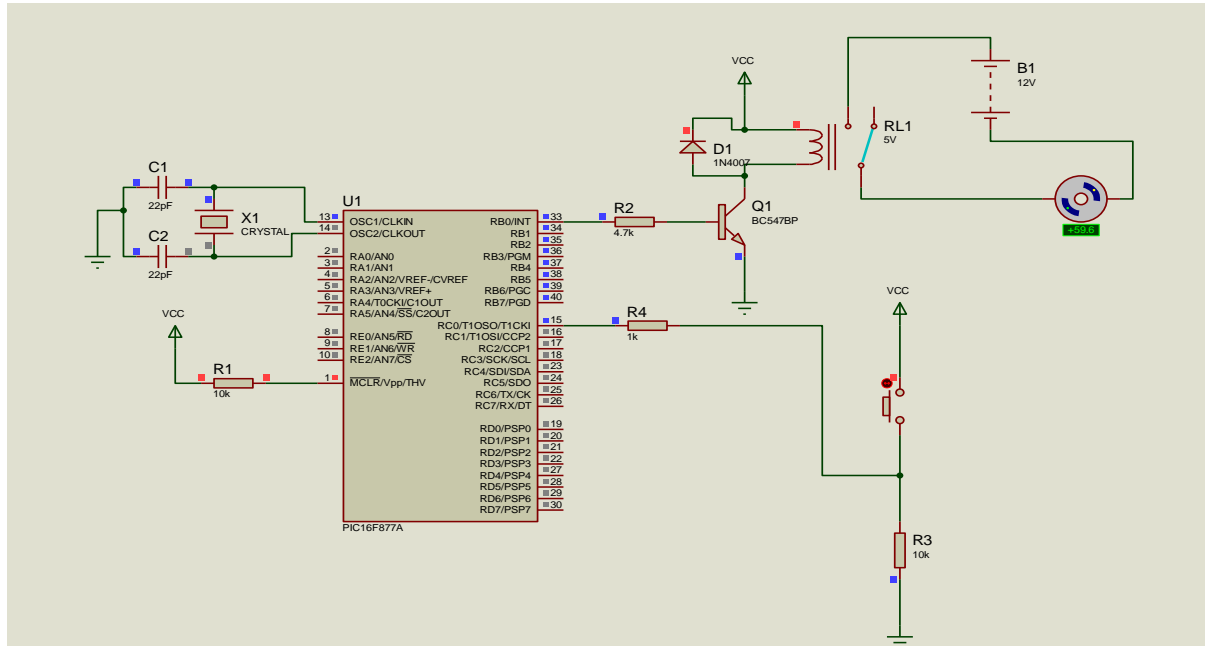 VCC
B1
12V
RL1
5V
D1
1N4007
C1
22pF
X1
CRYSTAL
C2
22pF
U1
R2
4.7k
Q1
BC547BP
+59.6
13 OSC1/CLKIN
14 OSC2/CLKOUT
2 RA0/AN0
3 RA1/AN1
4 RA2/AN2/VREF-/CVREF
5 RA3/AN3/VREF+
6 RA4/T0CKI/C1OUT
7 RA5/AN4/SS/C2OUT
8 RE0/AN5/RD
9 RE1/AN6/WR
10 RE2/AN7/CS
1 MCLR/Vpp/THV
RB0/INT 33
RB1 34
RB2 35
RB3/PGM 36
RB4 37
RB5 38
RB6/PGC 39
RB7/PGD 40
RC0/T1OSO/T1CKI 15
RC1/T1OSI/CCP2 16
RC2/CCP1 17
RC3/SCK/SCL 18
RC4/SDI/SDA 23
RC5/SDO 24
RC6/TX/CK 25
RC7/RX/DT 26
RD0/PSP0 19
RD1/PSP1 20
RD2/PSP2 21
RD3/PSP3 22
RD4/PSP4 27
RD5/PSP5 28
RD6/PSP6 29
RD7/PSP7 30
PIC16F877A
VCC
R1
10k
R4
1k
VCC
R3
10k